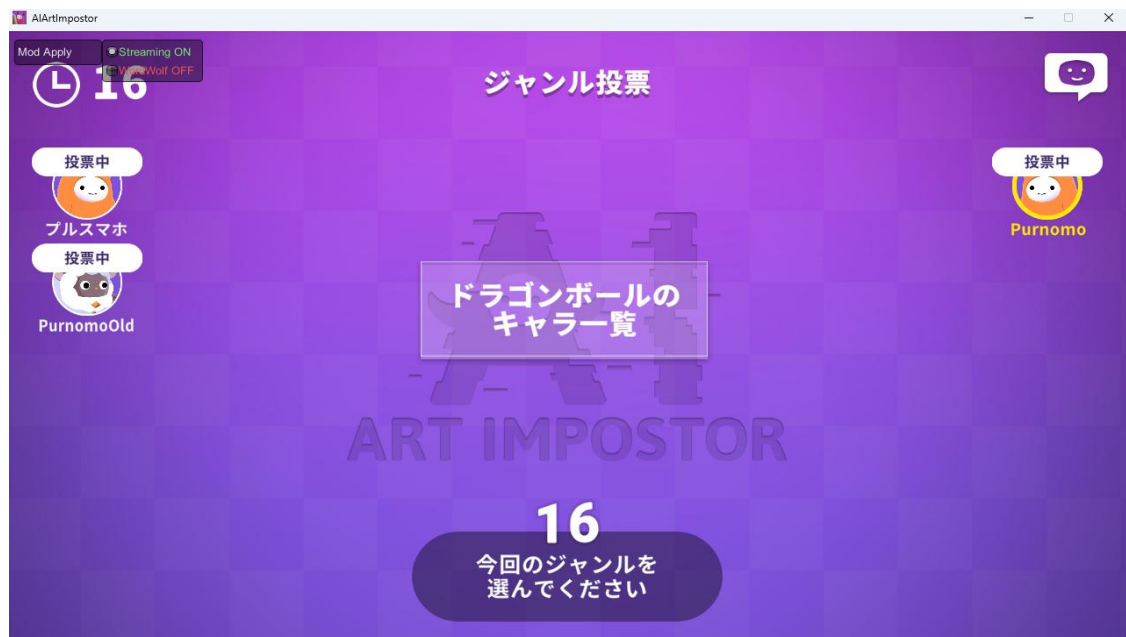 AIArtImpostor
Mod Apply
Streaming ON
WereWolf OFF
16
ジャンル投票
投票中
プルスマホ
投票中
PurnomoOld
投票中
Purnomo
ドラゴンボールの
キャラ一覧
AI
ART IMPOSTOR
16
今回のジャンルを
選んでください